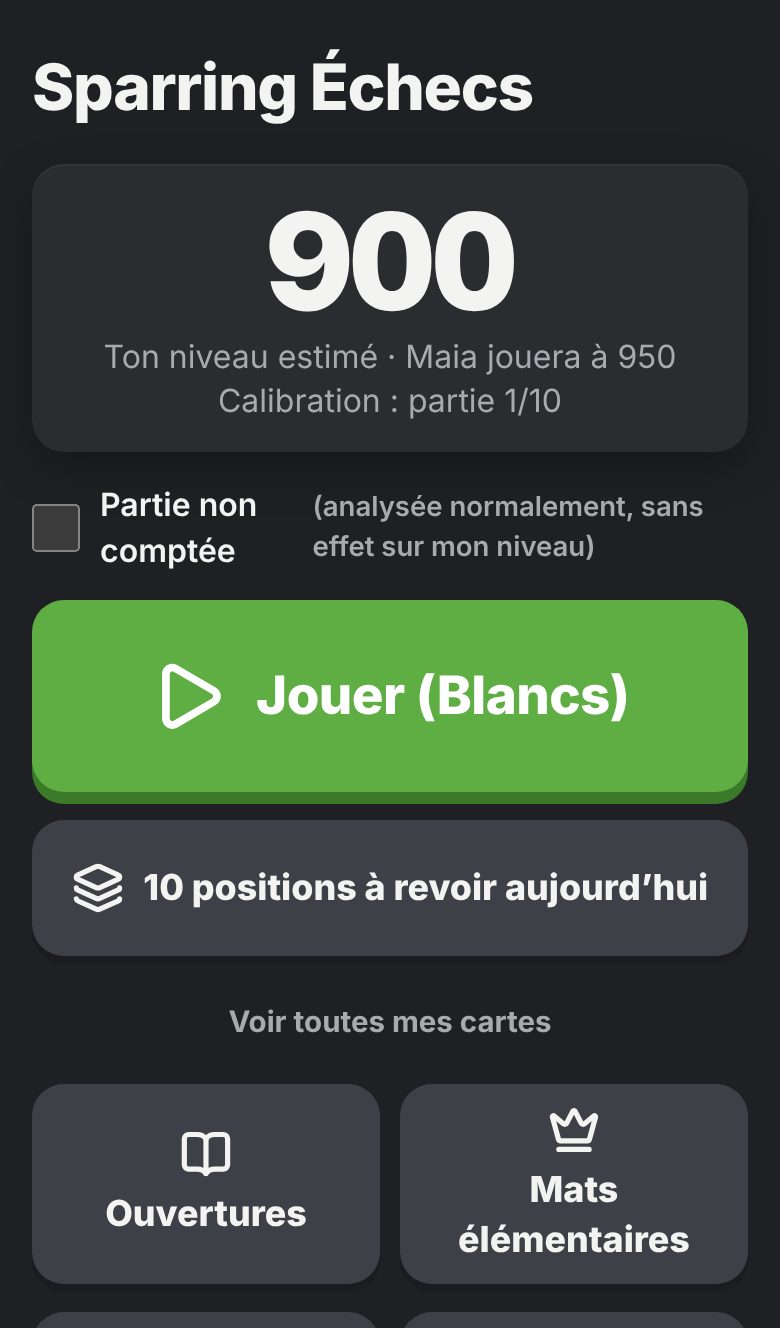 Sparring Échecs
900
Ton niveau estimé · Maia jouera à 950
Calibration : partie 1/10
Partie non
comptée
(analysée normalement, sans
effet sur mon niveau)
Jouer (Blancs)
10 positions à revoir aujourd’hui
Voir toutes mes cartes
Ouvertures
Mats
élémentaires